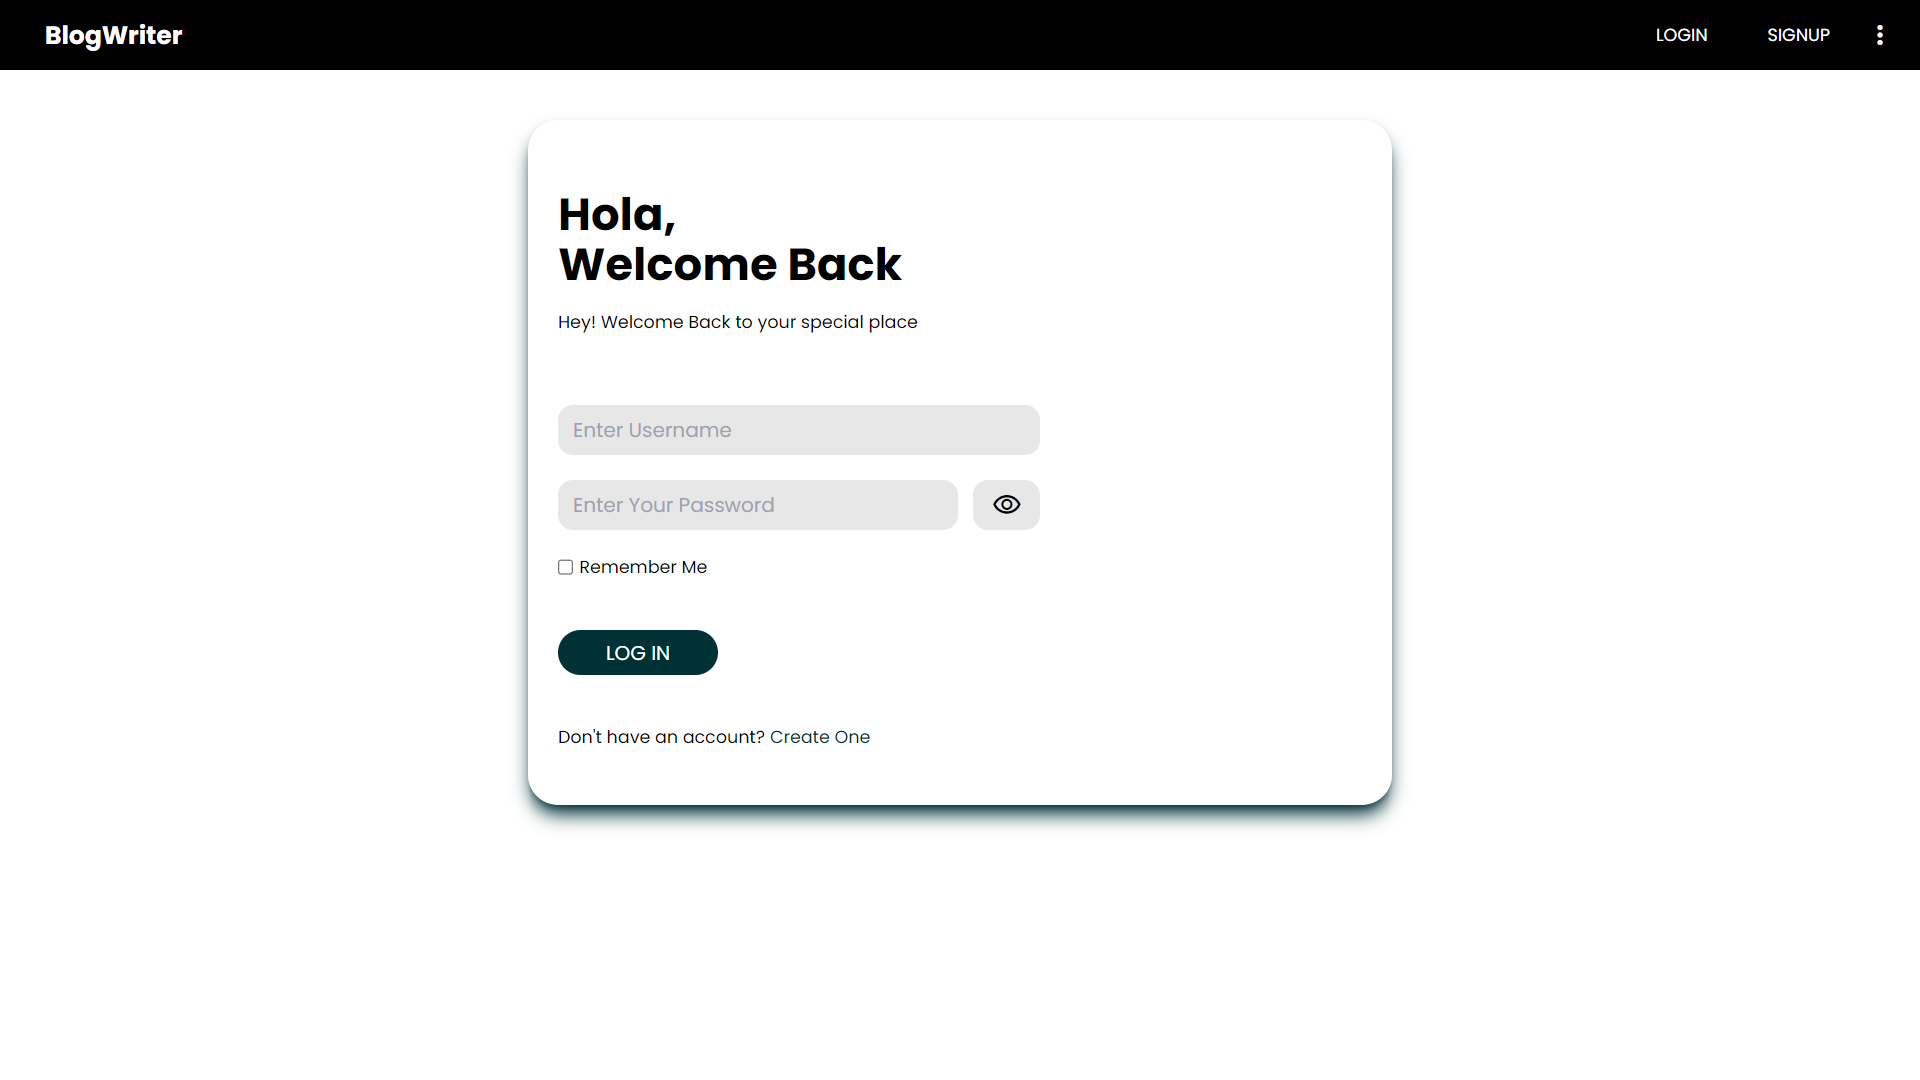 BlogWriter
LOGIN
SIGNUP
Hola,
Welcome Back
Hey! Welcome Back to your special place
Enter Username
Enter Your Password
Remember Me
LOG IN
Don't have an account? Create One